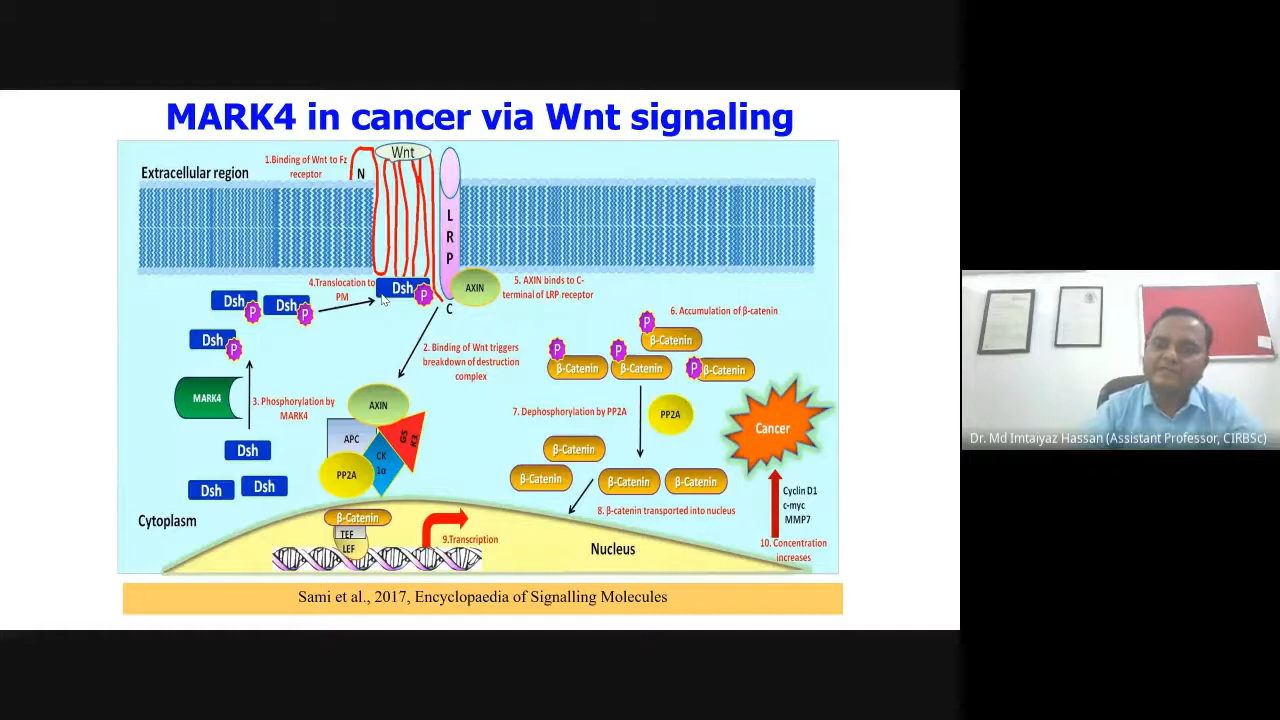 MARK4 in cancer via Wnt signaling
Extracellular region
1.Binding of Wnt to Fz
receptor
N
Wnt
L
R
P
4.Translocation to
PM
Dsh
P
AXIN
C
5. AXIN binds to C-
terminal of LRP receptor
Dsh
P
Dsh
P
Dsh
P
MARK4
3. Phosphorylation by
MARK4
Dsh
Dsh
Dsh
2. Binding of Wnt triggers
breakdown of destruction
complex
AXIN
APC
GS
K3
CK
1α
PP2A
6. Accumulation of β-catenin
P
β-Catenin
P
β-Catenin
P
β-Catenin
P
β-Catenin
7. Dephosphorylation by PP2A
PP2A
β-Catenin
β-Catenin
β-Catenin
β-Catenin
8. β-catenin transported into nucleus
Cancer
Cyclin D1
c-myc
MMP7
10. Concentration
increases
Cytoplasm
β-Catenin
TEF
LEF
9.Transcription
Nucleus
Sami et al., 2017, Encyclopaedia of Signalling Molecules
Dr. Md Imtaiyaz Hassan (Assistant Professor, CIRBSc)